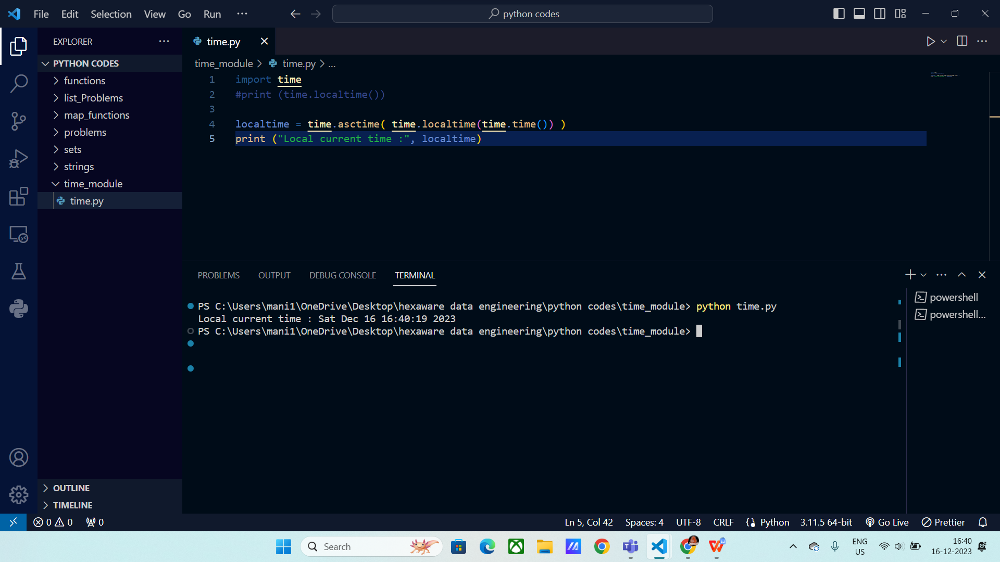 File Edit Selection View Go Run ···
python codes
EXPLORER ···
PYTHON CODES
functions
list_Problems
map_functions
problems
sets
strings
time_module
time.py
OUTLINE
TIMELINE
time.py
time_module > time.py > ...
1 import time
2 #print (time.localtime())
3
4 localtime = time.asctime( time.localtime(time.time()) )
5 print ("Local current time :", localtime)
PROBLEMS OUTPUT DEBUG CONSOLE TERMINAL
PS C:\Users\mani1\OneDrive\Desktop\hexaware data engineering\python codes\time_module> python time.py
Local current time : Sat Dec 16 16:40:19 2023
PS C:\Users\mani1\OneDrive\Desktop\hexaware data engineering\python codes\time_module>
powershell
powershell...
0 0 0 Ln 5, Col 42 Spaces: 4 UTF-8 CRLF Python 3.11.5 64-bit Go Live Prettier
Search
ENG
US
16:40
16-12-2023